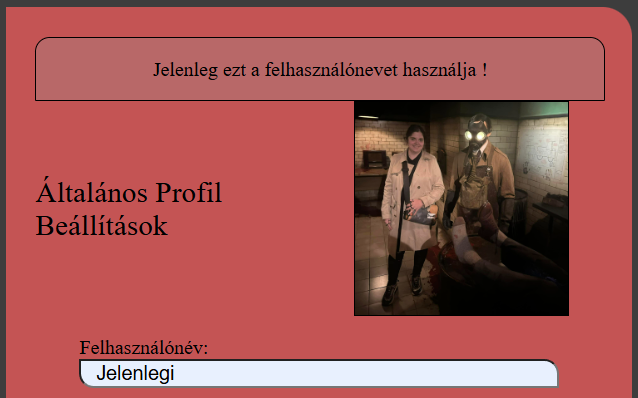 Jelenleg ezt a felhasználónevet használja !
Általános Profil
Beállítások
Felhasználónév:
Jelenlegi